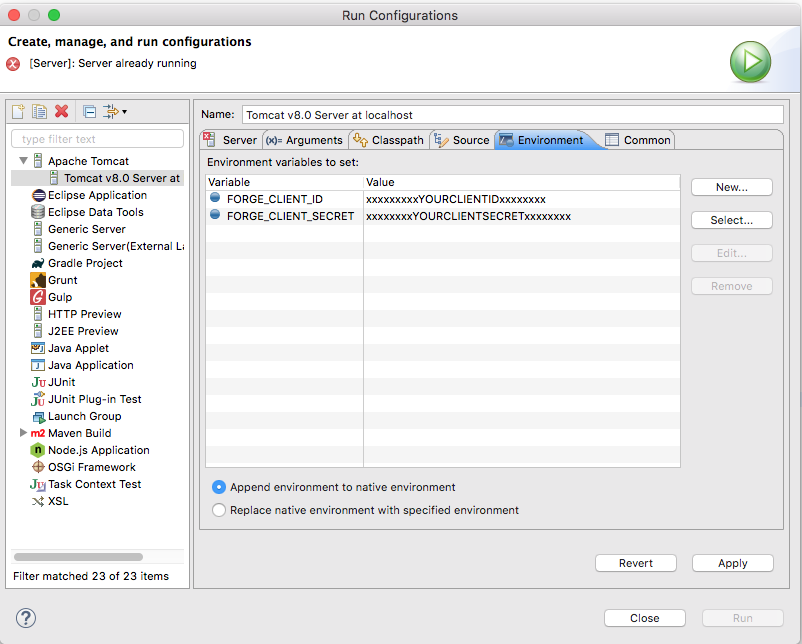 Run Configurations
Create, manage, and run configurations
[Server]: Server already running
type filter text
Apache Tomcat
Tomcat v8.0 Server at
Eclipse Application
Eclipse Data Tools
Generic Server
Generic Server(External La
Gradle Project
Grunt
Gulp
HTTP Preview
J2EE Preview
Java Applet
Java Application
JUnit
JUnit Plug-in Test
Launch Group
Maven Build
Node.js Application
OSGi Framework
Task Context Test
XSL
Filter matched 23 of 23 items
Name: Tomcat v8.0 Server at localhost
Server (x)= Arguments Classpath Source Environment Common
Environment variables to set:
Variable Value
FORGE_CLIENT_ID xxxxxxxxxYOURCLIENTIDxxxxxxxx
FORGE_CLIENT_SECRET xxxxxxxxYOURCLIENTSECRETxxxxxxxx
New...
Select...
Edit...
Remove
Append environment to native environment
Replace native environment with specified environment
Revert Apply
Close Run